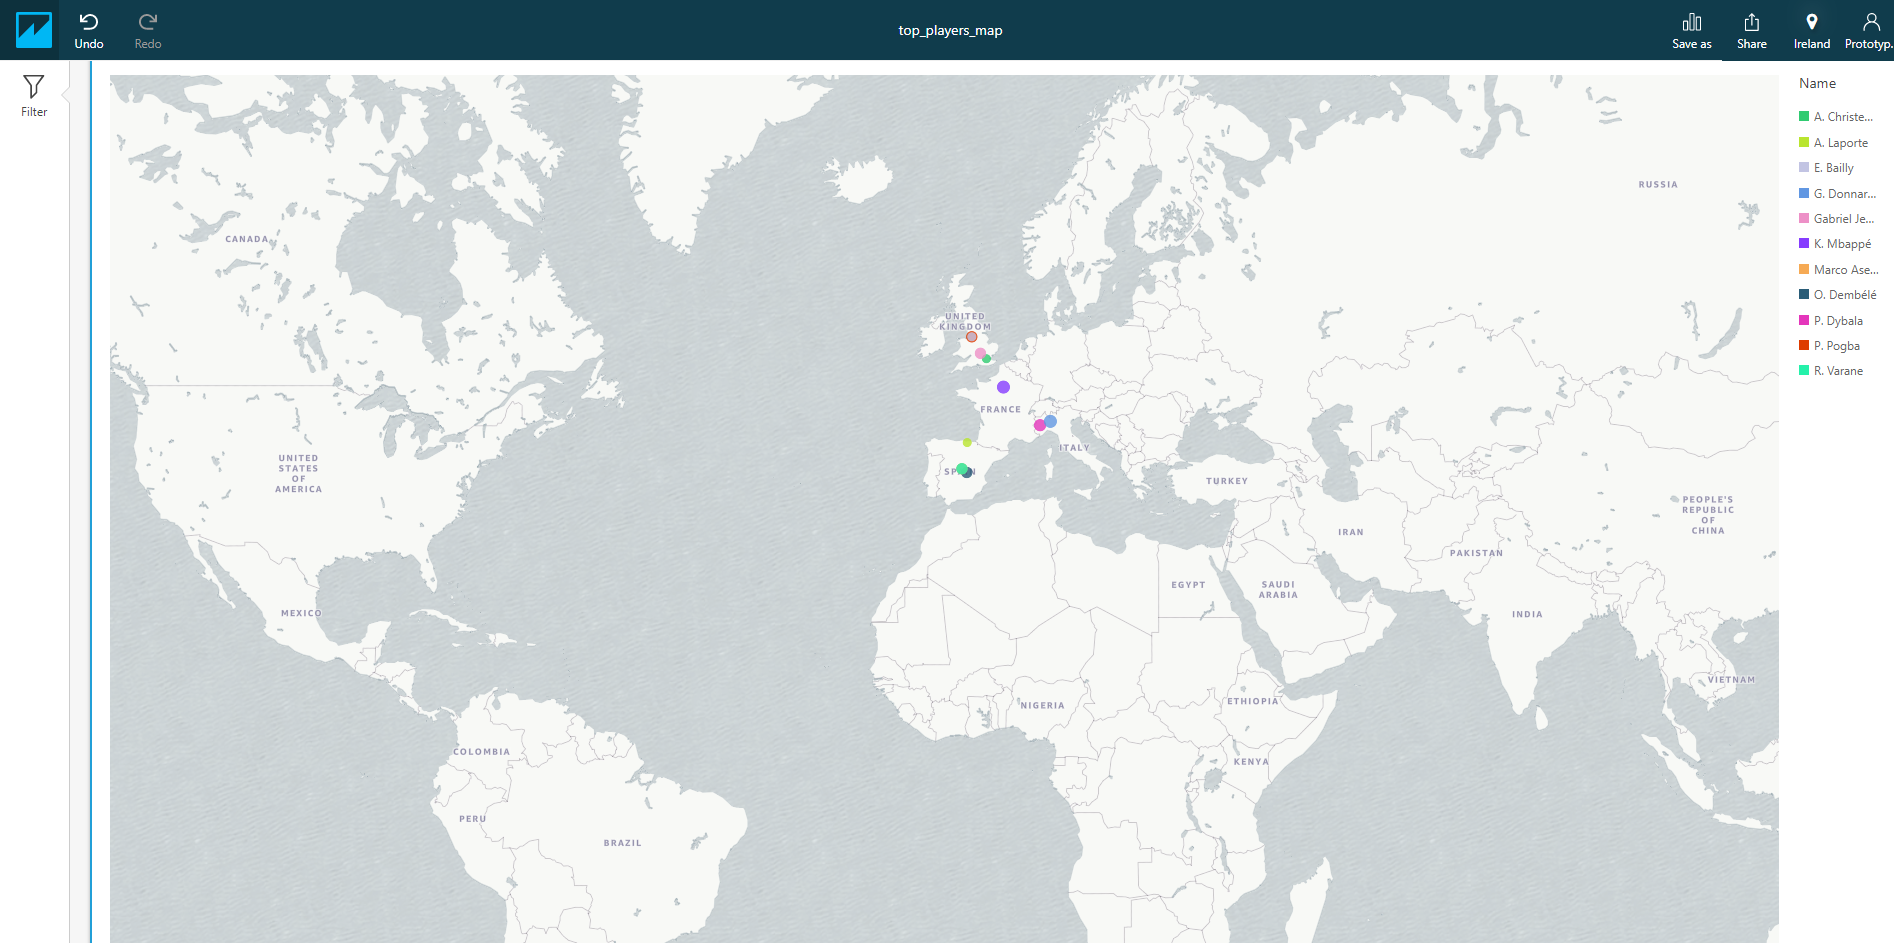 Undo
Redo
top_players_map
Save as
Share
Ireland
Prototyp.
Filter
Name
A. Christe...
A. Laporte
E. Bailly
G. Donnar...
Gabriel Je...
K. Mbappé
Marco Ase...
O. Dembélé
P. Dybala
P. Pogba
R. Varane
RUSSIA
CANADA
UNITED
KINGDOM
FRANCE
ITALY
SPAIN
TURKEY
UNITED
STATES
OF
AMERICA
PEOPLE'S
REPUBLIC
OF
CHINA
IRAN
PAKISTAN
EGYPT
SAUDI
ARABIA
MEXICO
INDIA
VIETNAM
NIGERIA
ETHIOPIA
COLOMBIA
KENYA
PERU
BRAZIL